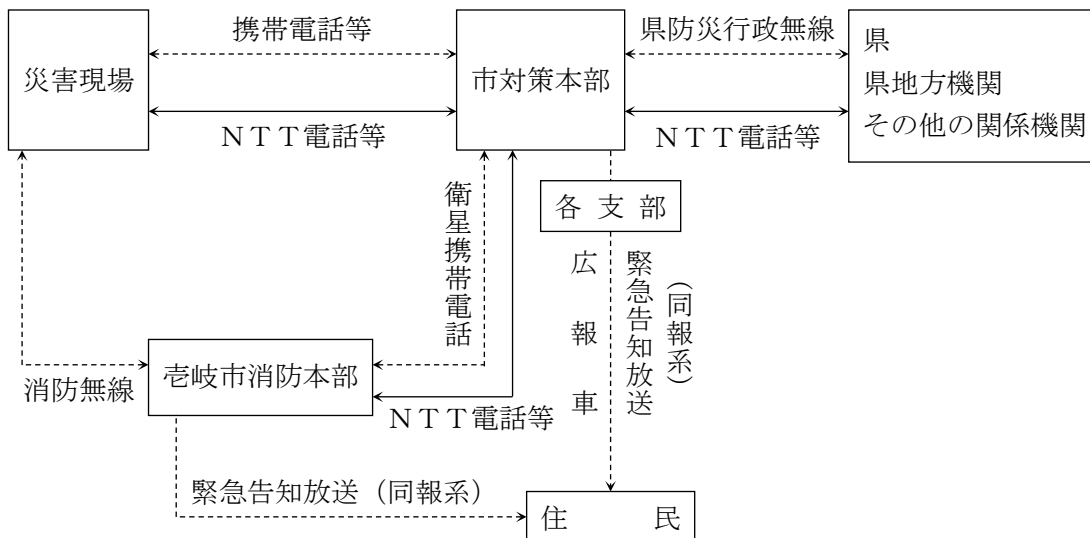 携帯電話等
県防災行政無線
災害現場
市対策本部
県
県地方機関
その他の関係機関
ＮＴＴ電話等
ＮＴＴ電話等
衛星携帯電話
各支部
広報車
緊急告知放送
（同報系）
消防無線
壱岐市消防本部
ＮＴＴ電話等
緊急告知放送（同報系）
住　　民